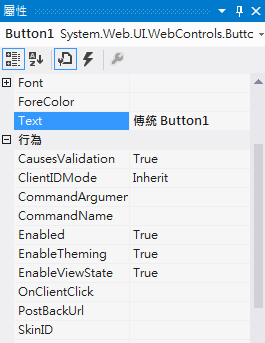 屬性
Button1 System.Web.UI.WebControls.Buttc
Font
ForeColor
Text 傳統 Button1
行為
CausesValidation True
ClientIDMode Inherit
CommandArgumer
CommandName
Enabled True
EnableTheming True
EnableViewState True
OnClientClick
PostBackUrl
SkinID